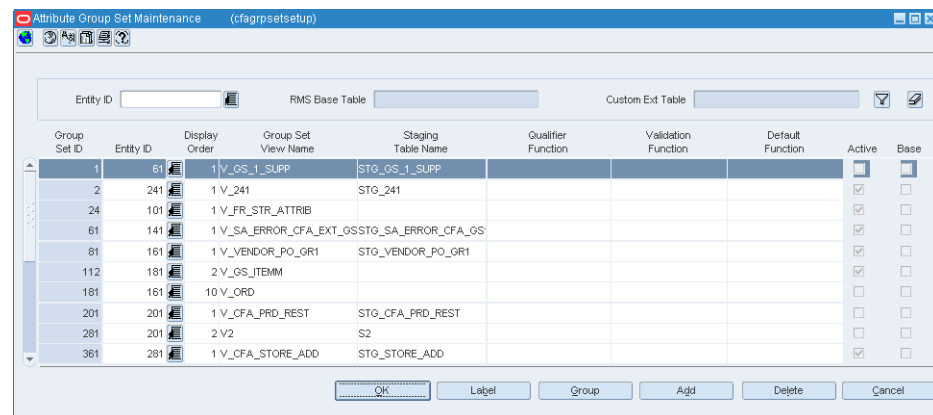 Attribute Group Set Maintenance (cfagrpsetsetup)
Entity ID RMS Base Table Custom Ext Table
Group Display Group Set Staging Qualifier Validation Default
Set ID Entity ID Order View Name Table Name Function Function Function Active Base
1 61 1 V_GS_1_SUPP STG_GS_1_SUPP
2 241 1 V_241 STG_241
24 101 1 V_FR_STR_ATTRIB
61 141 1 V_SA_ERROR_CFA_EXT_GS STG_SA_ERROR_CFA_GS
81 161 1 V_VENDOR_PO_GR1 STG_VENDOR_PO_GR1
112 181 2 V_GS_ITEMM
181 161 10 V_ORD
201 201 1 V_CFA_PRD_REST STG_CFA_PRD_REST
281 201 2 V2 S2
361 281 1 V_CFA_STORE_ADD STG_STORE_ADD
OK Label Group Add Delete Cancel